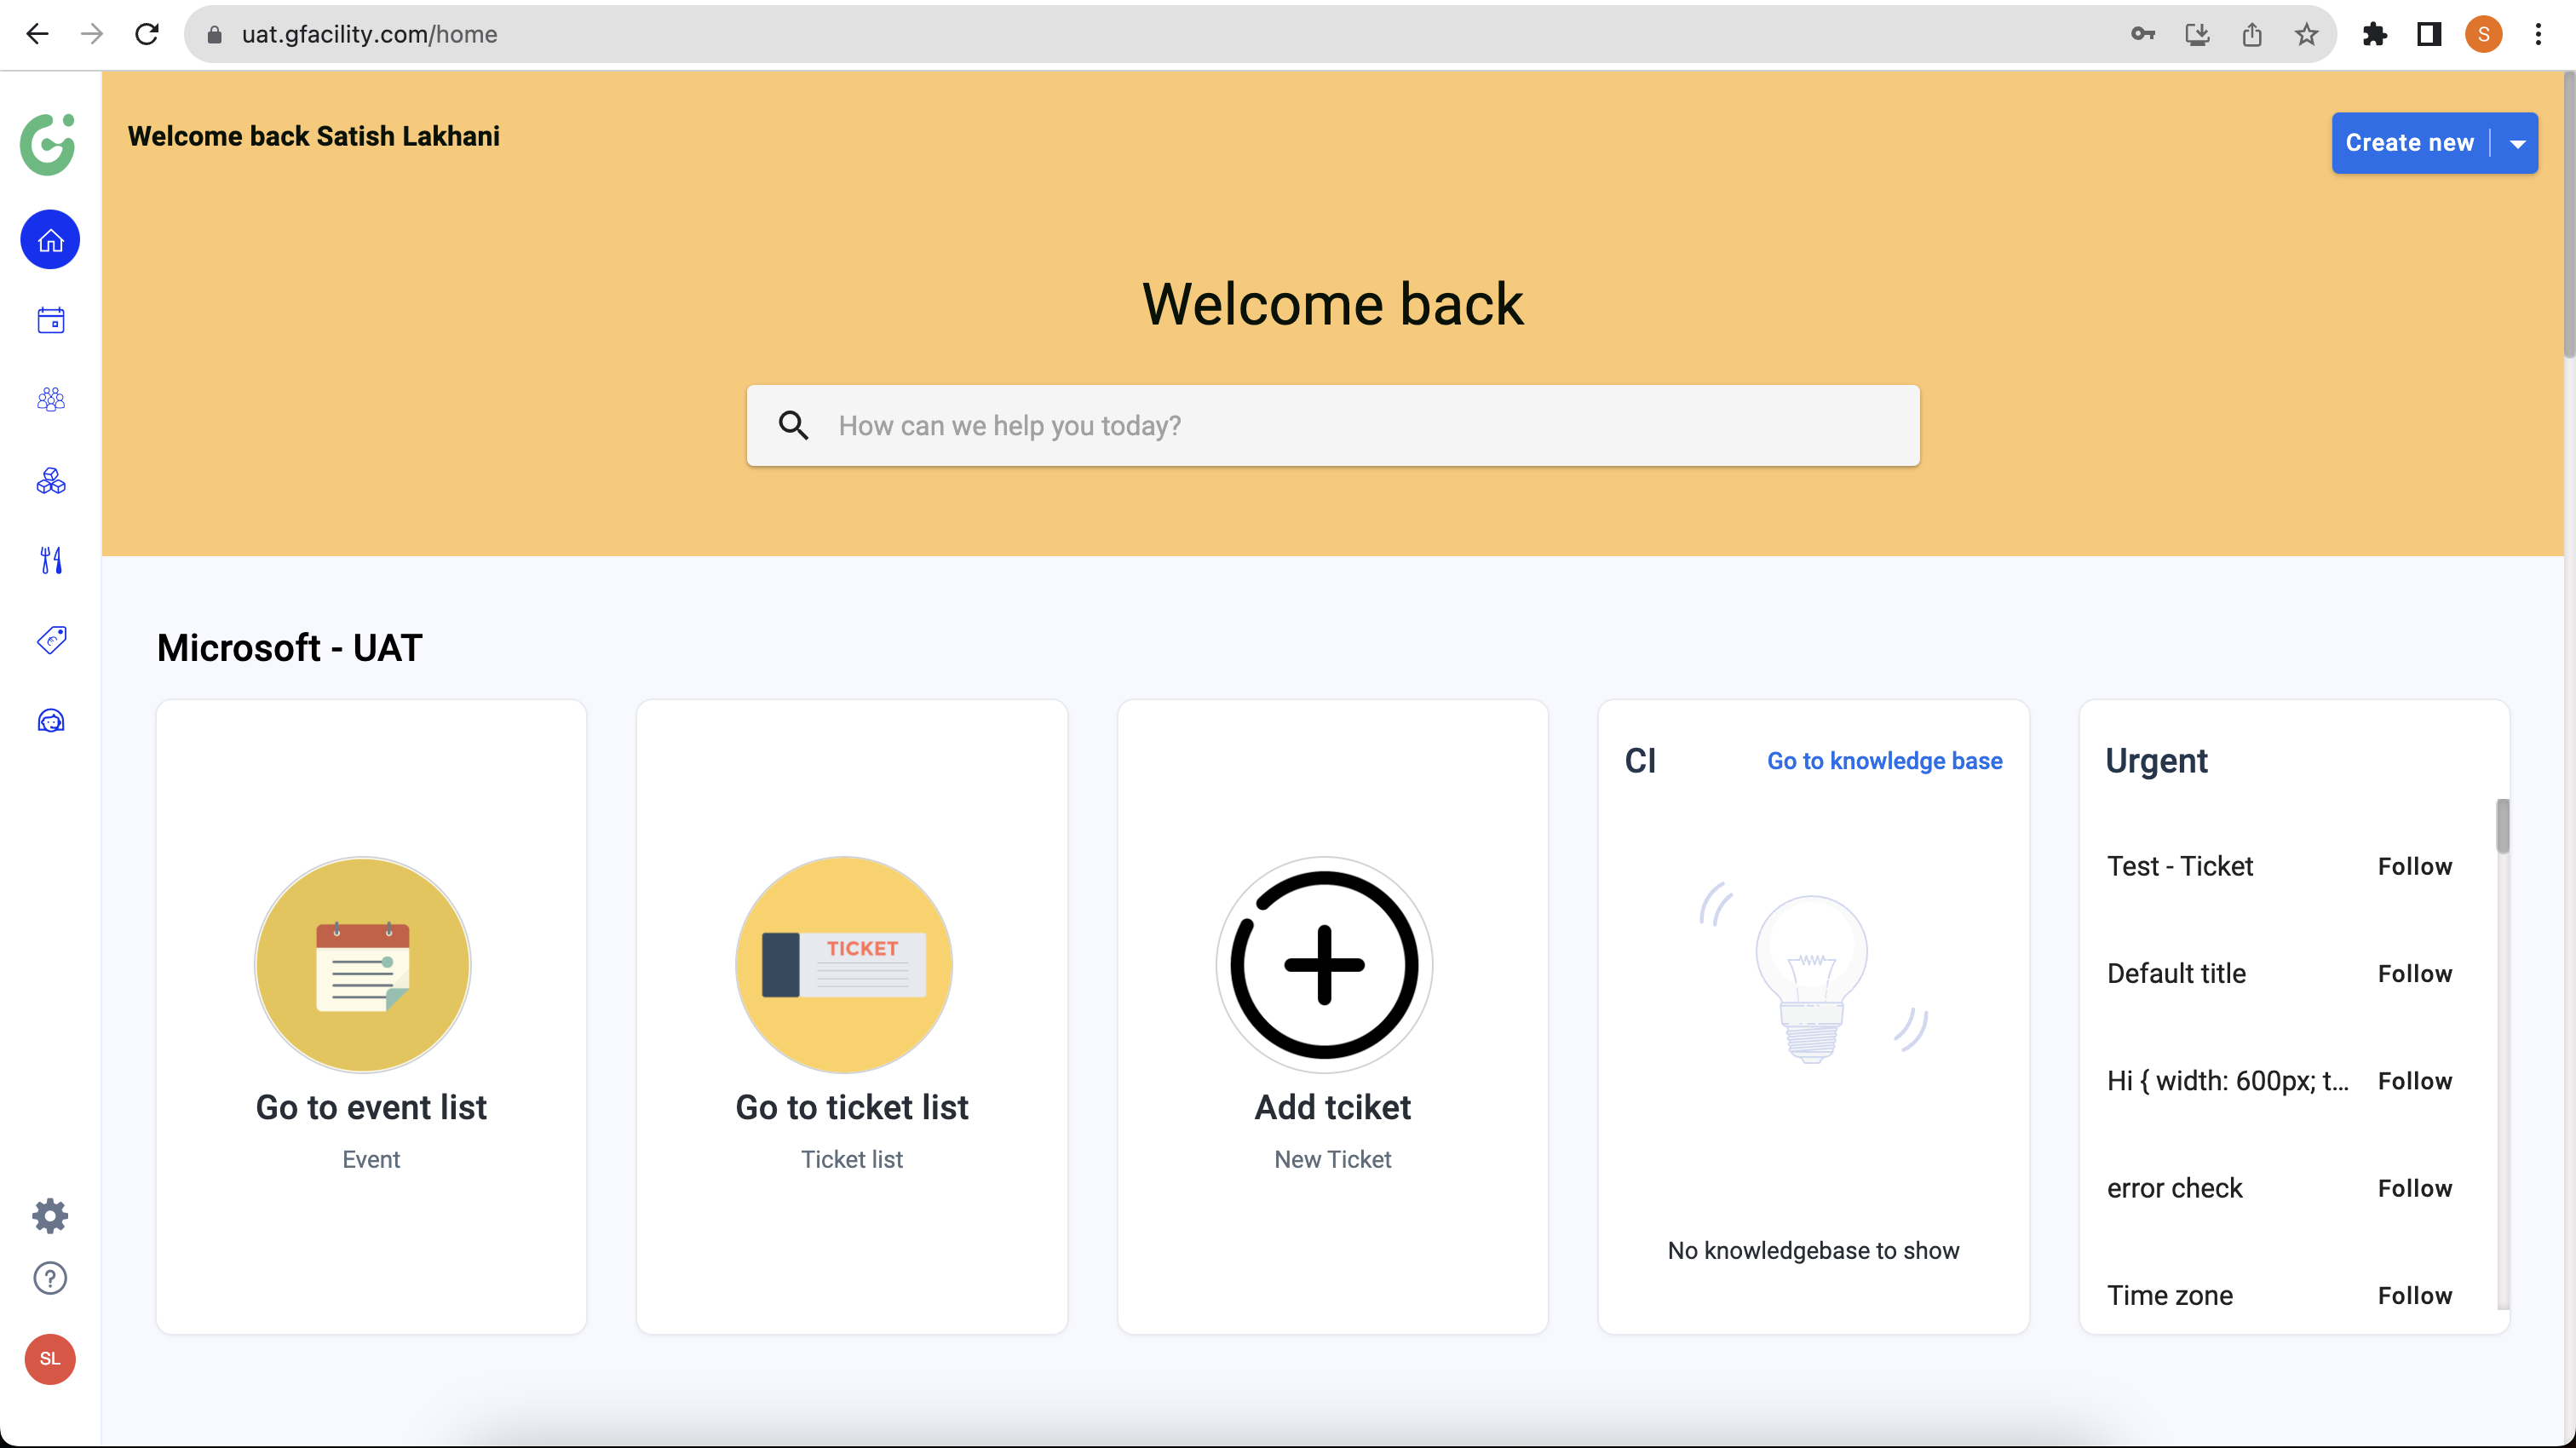 uat.gfacility.com/home
S
Welcome back Satish Lakhani
Create new
Welcome back
How can we help you today?
Microsoft - UAT
TICKET
Go to event list
Event
Go to ticket list
Ticket list
Add tciket
New Ticket
CI
Go to knowledge base
No knowledgebase to show
Urgent
Test - Ticket Follow
Default title Follow
Hi { width: 600px; t... Follow
error check Follow
Time zone Follow
?
SL